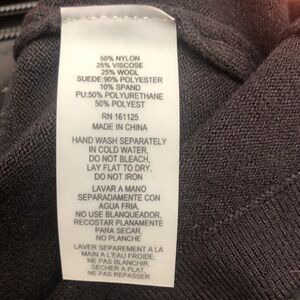 50% NYLON
25% VISCOSE
25% WOOL
SUEDE:90% POLYESTER
10% SPAND
PU:50% POLYURETHANE
50% POLYEST
RN 161125
MADE IN CHINA
HAND WASH SEPARATELY
IN COLD WATER,
DO NOT BLEACH,
LAY FLAT TO DRY.
DO NOT IRON
LAVAR A MANO
SEPARADAMENTE CON
AGUA FRIA,
NO USE BLANQUEADOR,
RECOSTAR PLANAMENTE
PARA SECAR,
NO PLANCHE
LAVER SEPAREMENT A LA
MAIN A L'EAU FROIDE.
NE PAS BLANCHIR.
SECHER A PLAT.
NE PAS REPASSER